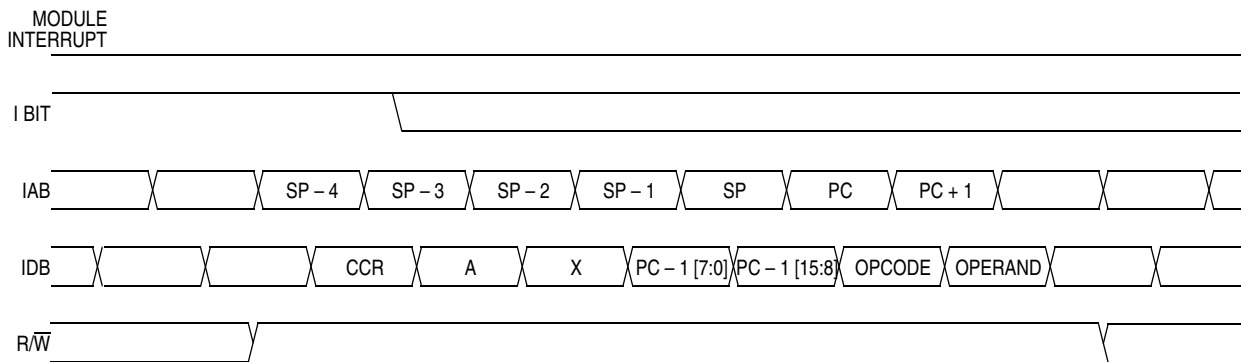 MODULE
INTERRUPT
I BIT
IAB SP – 4 SP – 3 SP – 2 SP – 1 SP PC PC + 1
IDB CCR A X PC – 1 [7:0] PC – 1 [15:8] OPCODE OPERAND
R/W̅